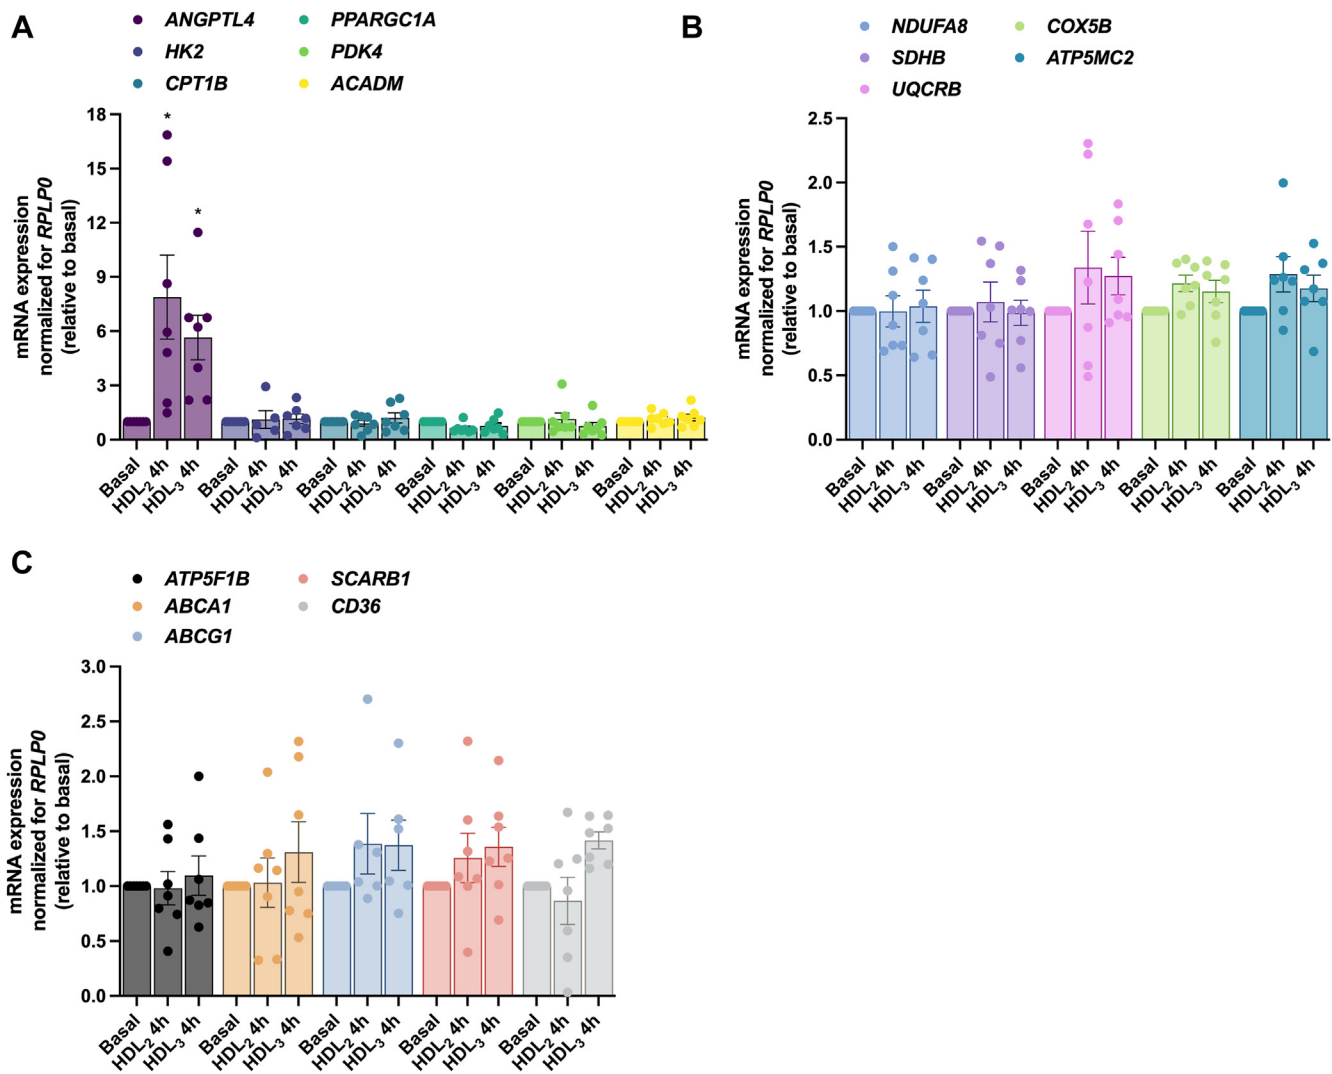 A
ANGPTL4
HK2
CPT1B
PPARGC1A
PDK4
ACADM
mRNA expression
normalized for RPLP0
(relative to basal)
18
15
12
9
6
3
0
*
*
Basal
HDL2 4h
HDL3 4h
Basal
HDL2 4h
HDL3 4h
Basal
HDL2 4h
HDL3 4h
Basal
HDL2 4h
HDL3 4h
Basal
HDL2 4h
HDL3 4h
Basal
HDL2 4h
HDL3 4h
B
NDUFA8
SDHB
UQCRB
COX5B
ATP5MC2
mRNA expression
normalized for RPLP0
(relative to basal)
2.5
2.0
1.5
1.0
0.5
0.0
Basal
HDL2 4h
HDL3 4h
Basal
HDL2 4h
HDL3 4h
Basal
HDL2 4h
HDL3 4h
Basal
HDL2 4h
HDL3 4h
Basal
HDL2 4h
HDL3 4h
C
ATP5F1B
ABCA1
ABCG1
SCARB1
CD36
mRNA expression
normalized for RPLP0
(relative to basal)
3.0
2.5
2.0
1.5
1.0
0.5
0.0
Basal
HDL2 4h
HDL3 4h
Basal
HDL2 4h
HDL3 4h
Basal
HDL2 4h
HDL3 4h
Basal
HDL2 4h
HDL3 4h
Basal
HDL2 4h
HDL3 4h